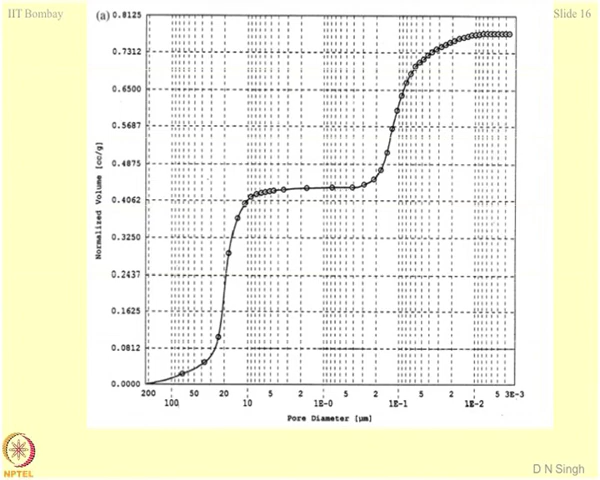 IIT Bombay
Slide 16
(a)
0.8125
0.7312
0.6500
0.5687
0.4875
0.4062
0.3250
0.2437
0.1625
0.0812
0.0000
Normalized Volume [cc/g]
200 50 20 10 5 2 1E-0 5 2 1E-1 5 2 1E-2 5 3E-3
100
Pore Diameter [µm]
NPTEL
D N Singh